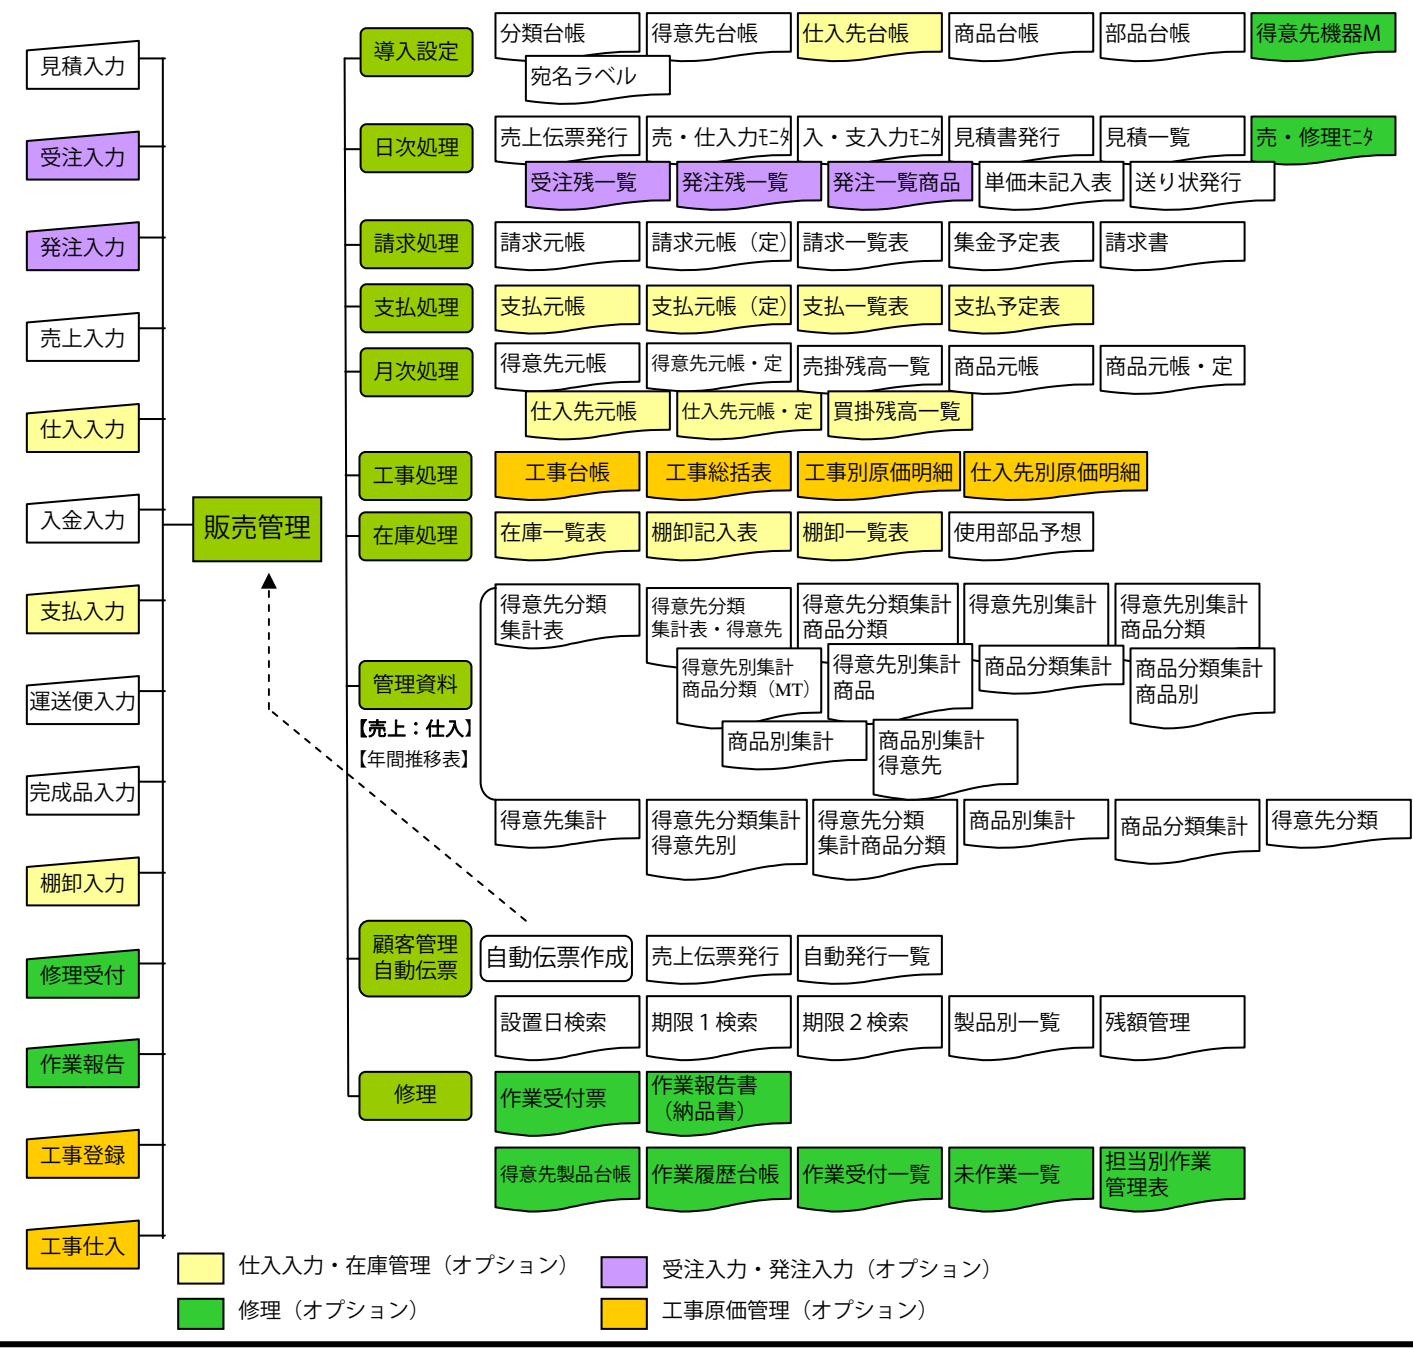 見積入力
受注入力
発注入力
売上入力
仕入入力
入金入力
支払入力
運送便入力
完成品入力
棚卸入力
修理受付
作業報告
工事登録
工事仕入
販売管理
導入設定
分類台帳
得意先台帳
仕入先台帳
商品台帳
部品台帳
得意先機器M
宛名ラベル
日次処理
売上伝票発行
売・仕入力ﾓﾆﾀ
入・支入力ﾓﾆﾀ
見積書発行
見積一覧
売・修理ﾓﾆﾀ
受注残一覧
発注残一覧
発注一覧商品
単価未記入表
送り状発行
請求処理
請求元帳
請求元帳（定）
請求一覧表
集金予定表
請求書
支払処理
支払元帳
支払元帳（定）
支払一覧表
支払予定表
月次処理
得意先元帳
得意先元帳・定
売掛残高一覧
商品元帳
商品元帳・定
仕入先元帳
仕入先元帳・定
買掛残高一覧
工事処理
工事台帳
工事総括表
工事別原価明細
仕入先別原価明細
在庫処理
在庫一覧表
棚卸記入表
棚卸一覧表
使用部品予想
管理資料
【売上：仕入】
【年間推移表】
得意先分類
集計表
得意先分類
集計表・得意先
得意先分類集計
商品分類
得意先別集計
得意先別集計
商品分類
得意先別集計
商品分類（MT）
得意先別集計
商品
商品分類集計
商品分類集計
商品別
商品別集計
商品別集計
得意先
得意先集計
得意先分類集計
得意先別
得意先分類
集計商品分類
商品別集計
商品分類集計
得意先分類
顧客管理
自動伝票
自動伝票作成
売上伝票発行
自動発行一覧
設置日検索
期限１検索
期限２検索
製品別一覧
残額管理
修理
作業受付票
作業報告書
（納品書）
得意先製品台帳
作業履歴台帳
作業受付一覧
未作業一覧
担当別作業
管理表
仕入入力・在庫管理（オプション）
受注入力・発注入力（オプション）
修理（オプション）
工事原価管理（オプション）